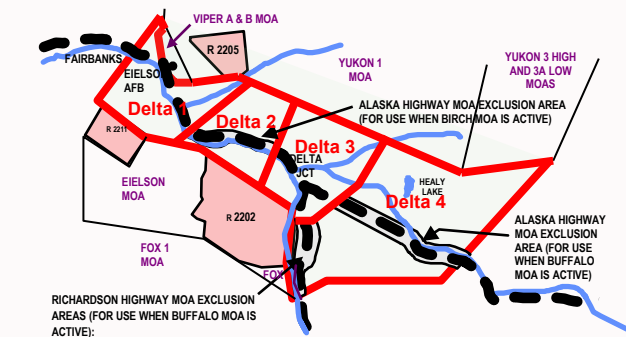 VIPER A & B MOA
R 2205
FAIRBANKS
EIELSO
AFB
YUKON 1
MOA
YUKON 3 HIGH
AND 3A LOW
MOAS
Delta 1
Delta 2
ALASKA HIGHWAY MOA EXCLUSION AREA
(FOR USE WHEN BIRCH MOA IS ACTIVE)
R 2211
Delta 3
DELTA
JCT
EIELSON
MOA
HEALY
LAKE
Delta 4
R 2202
ALASKA HIGHWAY
MOA EXCLUSION
AREA (FOR USE
WHEN BUFFALO
MOA IS ACTIVE)
FOX 1
MOA
FOX
RICHARDSON HIGHWAY MOA EXCLUSION
AREAS (FOR USE WHEN BUFFALO MOA IS
ACTIVE):